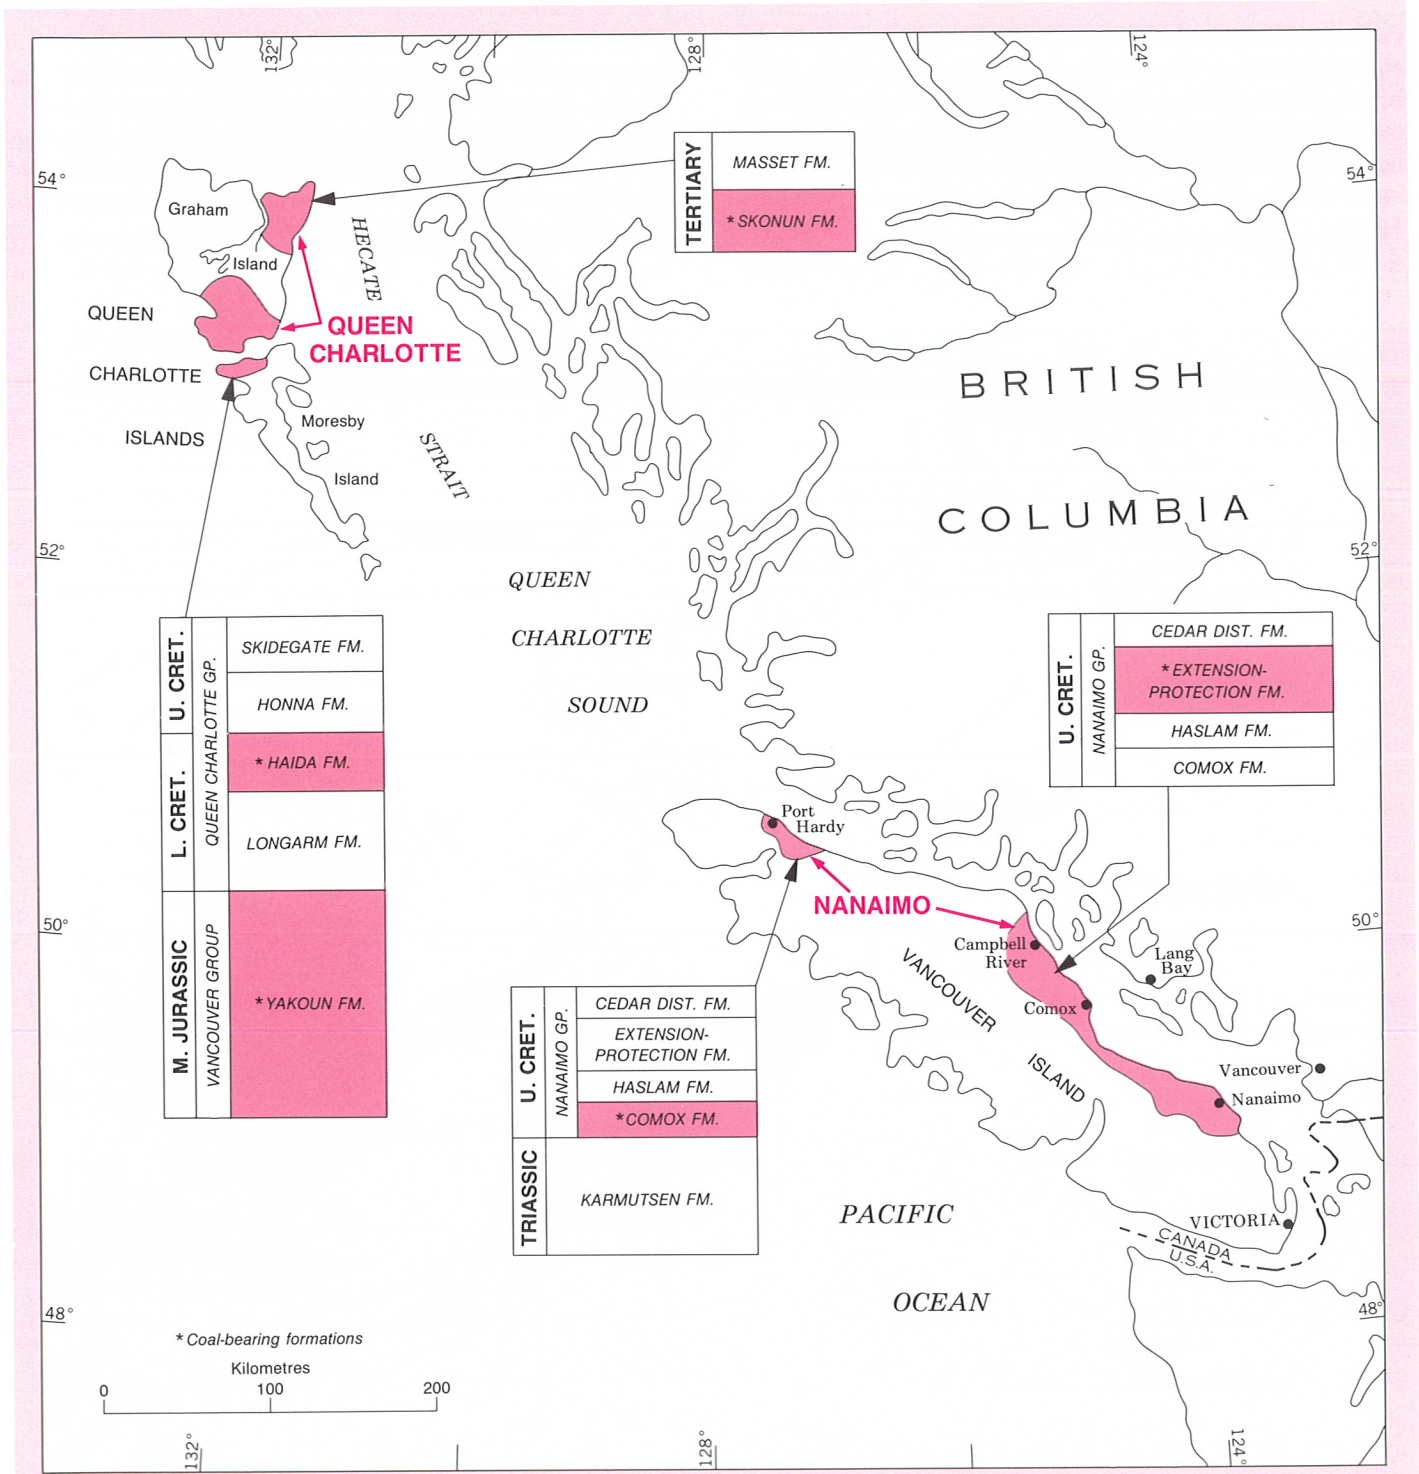 132°
128°
124°
54°
54°
TERTIARY
MASSET FM.
* SKONUN FM.
Graham
Island
HECATE
STRAIT
QUEEN
CHARLOTTE
ISLANDS
QUEEN
CHARLOTTE
Moresby
Island
BRITISH
COLUMBIA
52°
52°
QUEEN
CHARLOTTE
SOUND
U. CRET.
L. CRET.
M. JURASSIC
QUEEN CHARLOTTE GP.
VANCOUVER GROUP
SKIDEGATE FM.
HONNA FM.
* HAIDA FM.
LONGARM FM.
* YAKOUN FM.
U. CRET.
NANAIMO GP.
CEDAR DIST. FM.
* EXTENSION-
PROTECTION FM.
HASLAM FM.
COMOX FM.
Port
Hardy
NANAIMO
Campbell
River
Lang
Bay
Comox
VANCOUVER
ISLAND
Vancouver
Nanaimo
VICTORIA
CANADA
U.S.A.
50°
50°
U. CRET.
TRIASSIC
NANAIMO GP.
CEDAR DIST. FM.
EXTENSION-
PROTECTION FM.
HASLAM FM.
* COMOX FM.
KARMUTSEN FM.
PACIFIC
OCEAN
48°
48°
* Coal-bearing formations
Kilometres
0 100 200
132°
128°
124°